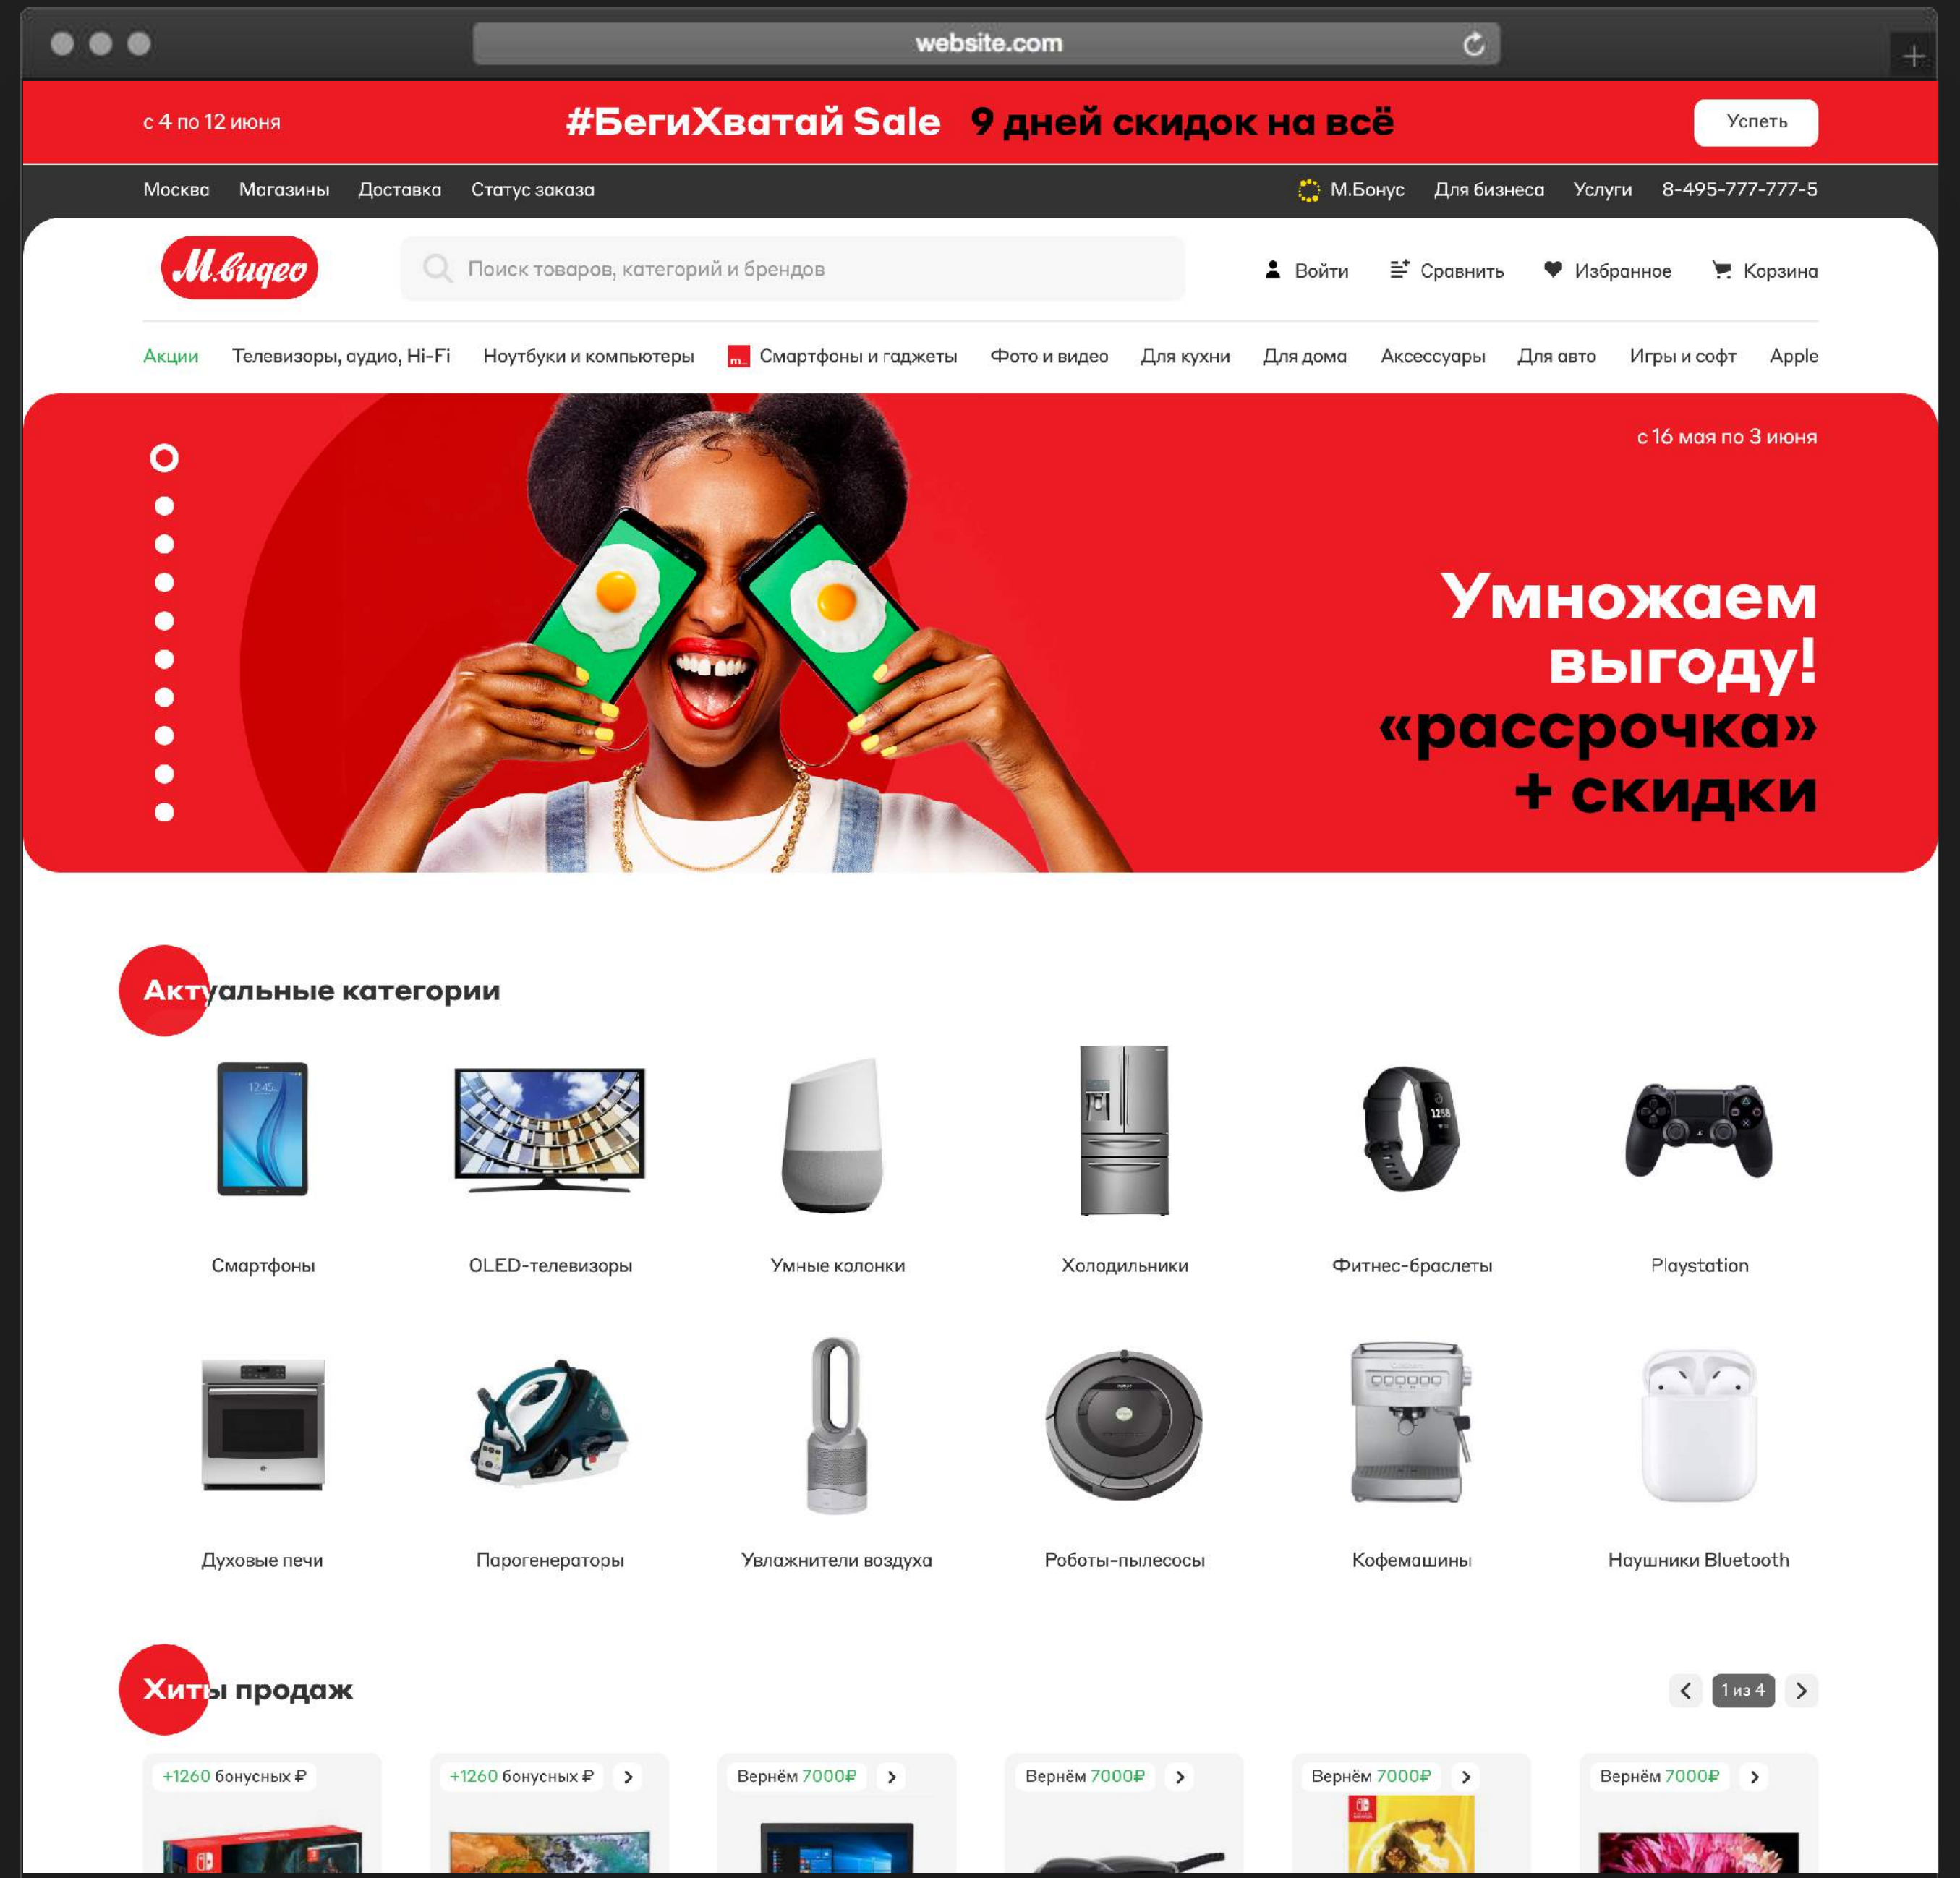 website.com
с 4 по 12 июня
#БегиХватай Sale 9 дней скидок на всё
Успеть
Москва Магазины Доставка Статус заказа
М.Бонус Для бизнеса Услуги 8-495-777-777-5
М.видео
Поиск товаров, категорий и брендов
Войти Сравнить Избранное Корзина
Акции Телевизоры, аудио, Hi-Fi Ноутбуки и компьютеры m_ Смартфоны и гаджеты Фото и видео Для кухни Для дома Аксессуары Для авто Игры и софт Apple
с 16 мая по 3 июня
Умножаем
выгоду!
«рассрочка»
+ скидки
Актуальные категории
12:45
1258
Смартфоны OLED-телевизоры Умные колонки Холодильники Фитнес-браслеты Playstation
Духовые печи Парогенераторы Увлажнители воздуха Роботы-пылесосы Кофемашины Наушники Bluetooth
Хиты продаж
1 из 4
+1260 бонусных ₽
+1260 бонусных ₽
Вернём 7000₽
Вернём 7000₽
Вернём 7000₽
Вернём 7000₽